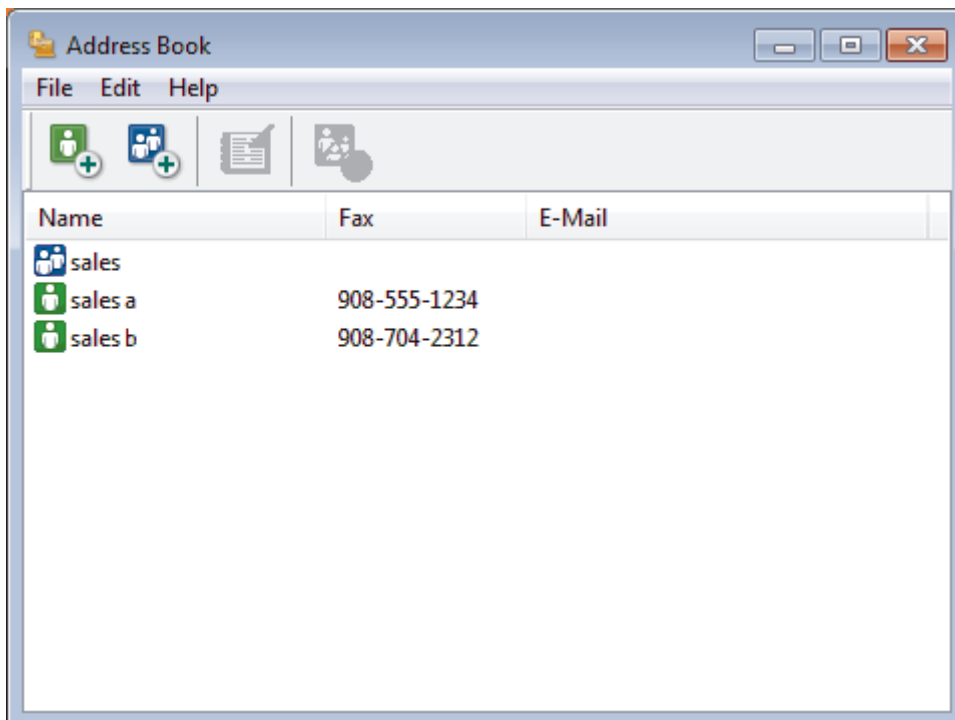 Address Book
File Edit Help
Name Fax E-Mail
sales
sales a 908-555-1234
sales b 908-704-2312